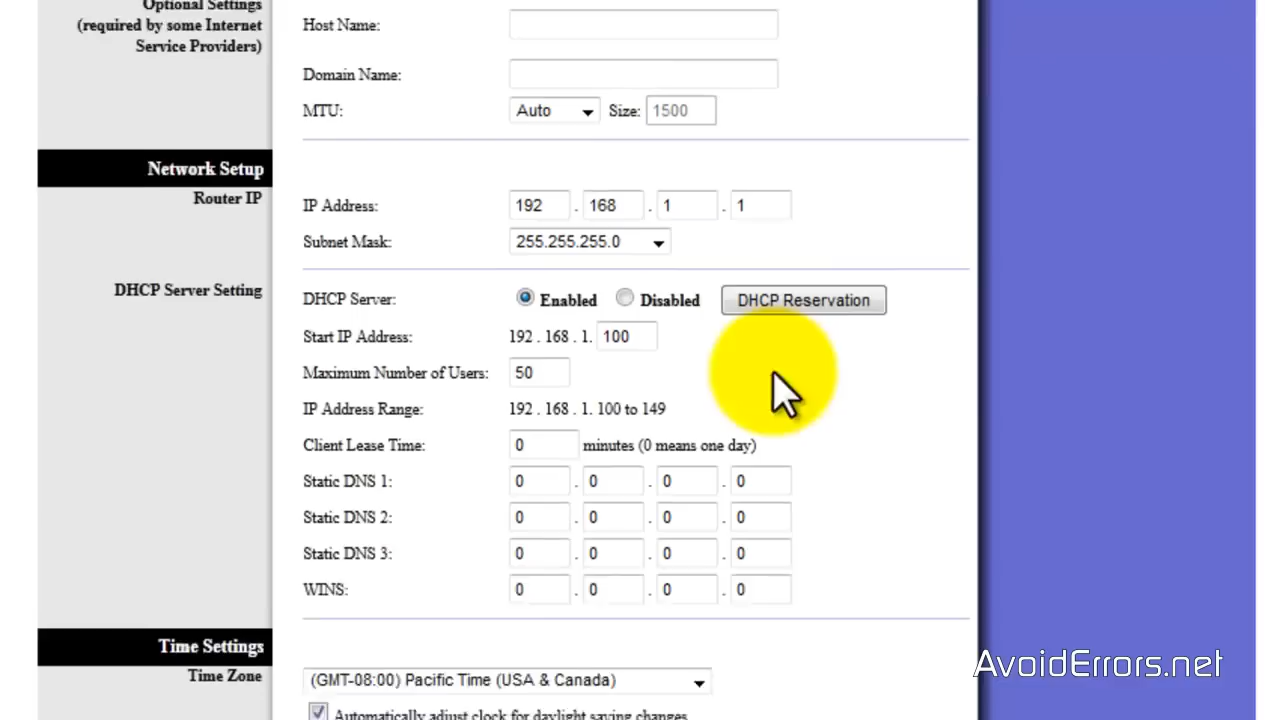 Optional Settings
(required by some Internet
Service Providers)
Host Name:
Domain Name:
MTU: Auto Size: 1500
Network Setup
Router IP
IP Address: 192 . 168 . 1 . 1
Subnet Mask: 255.255.255.0
DHCP Server Setting
DHCP Server: Enabled Disabled DHCP Reservation
Start IP Address: 192 . 168 . 1. 100
Maximum Number of Users: 50
IP Address Range: 192 . 168 . 1. 100 to 149
Client Lease Time: 0 minutes (0 means one day)
Static DNS 1: 0 . 0 . 0 . 0
Static DNS 2: 0 . 0 . 0 . 0
Static DNS 3: 0 . 0 . 0 . 0
WINS: 0 . 0 . 0 . 0
Time Settings
Time Zone
(GMT-08:00) Pacific Time (USA & Canada)
Automatically adjust clock for daylight saving changes
AvoidErrors.net